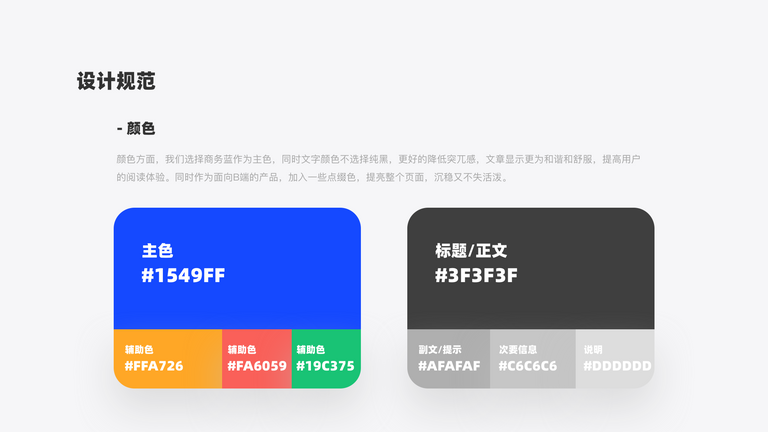 设计规范
- 颜色
颜色方面，我们选择商务蓝作为主色，同时文字颜色不选择纯黑，更好的降低突兀感，文章显示更为和谐和舒服，提高用户
的阅读体验。同时作为面向B端的产品，加入一些点缀色，提亮整个页面，沉稳又不失活泼。
主色
#1549FF
辅助色
#FFA726
辅助色
#FA6059
辅助色
#19C375
标题/正文
#3F3F3F
副文/提示
#AFAFAF
次要信息
#C6C6C6
说明
#DDDDDD